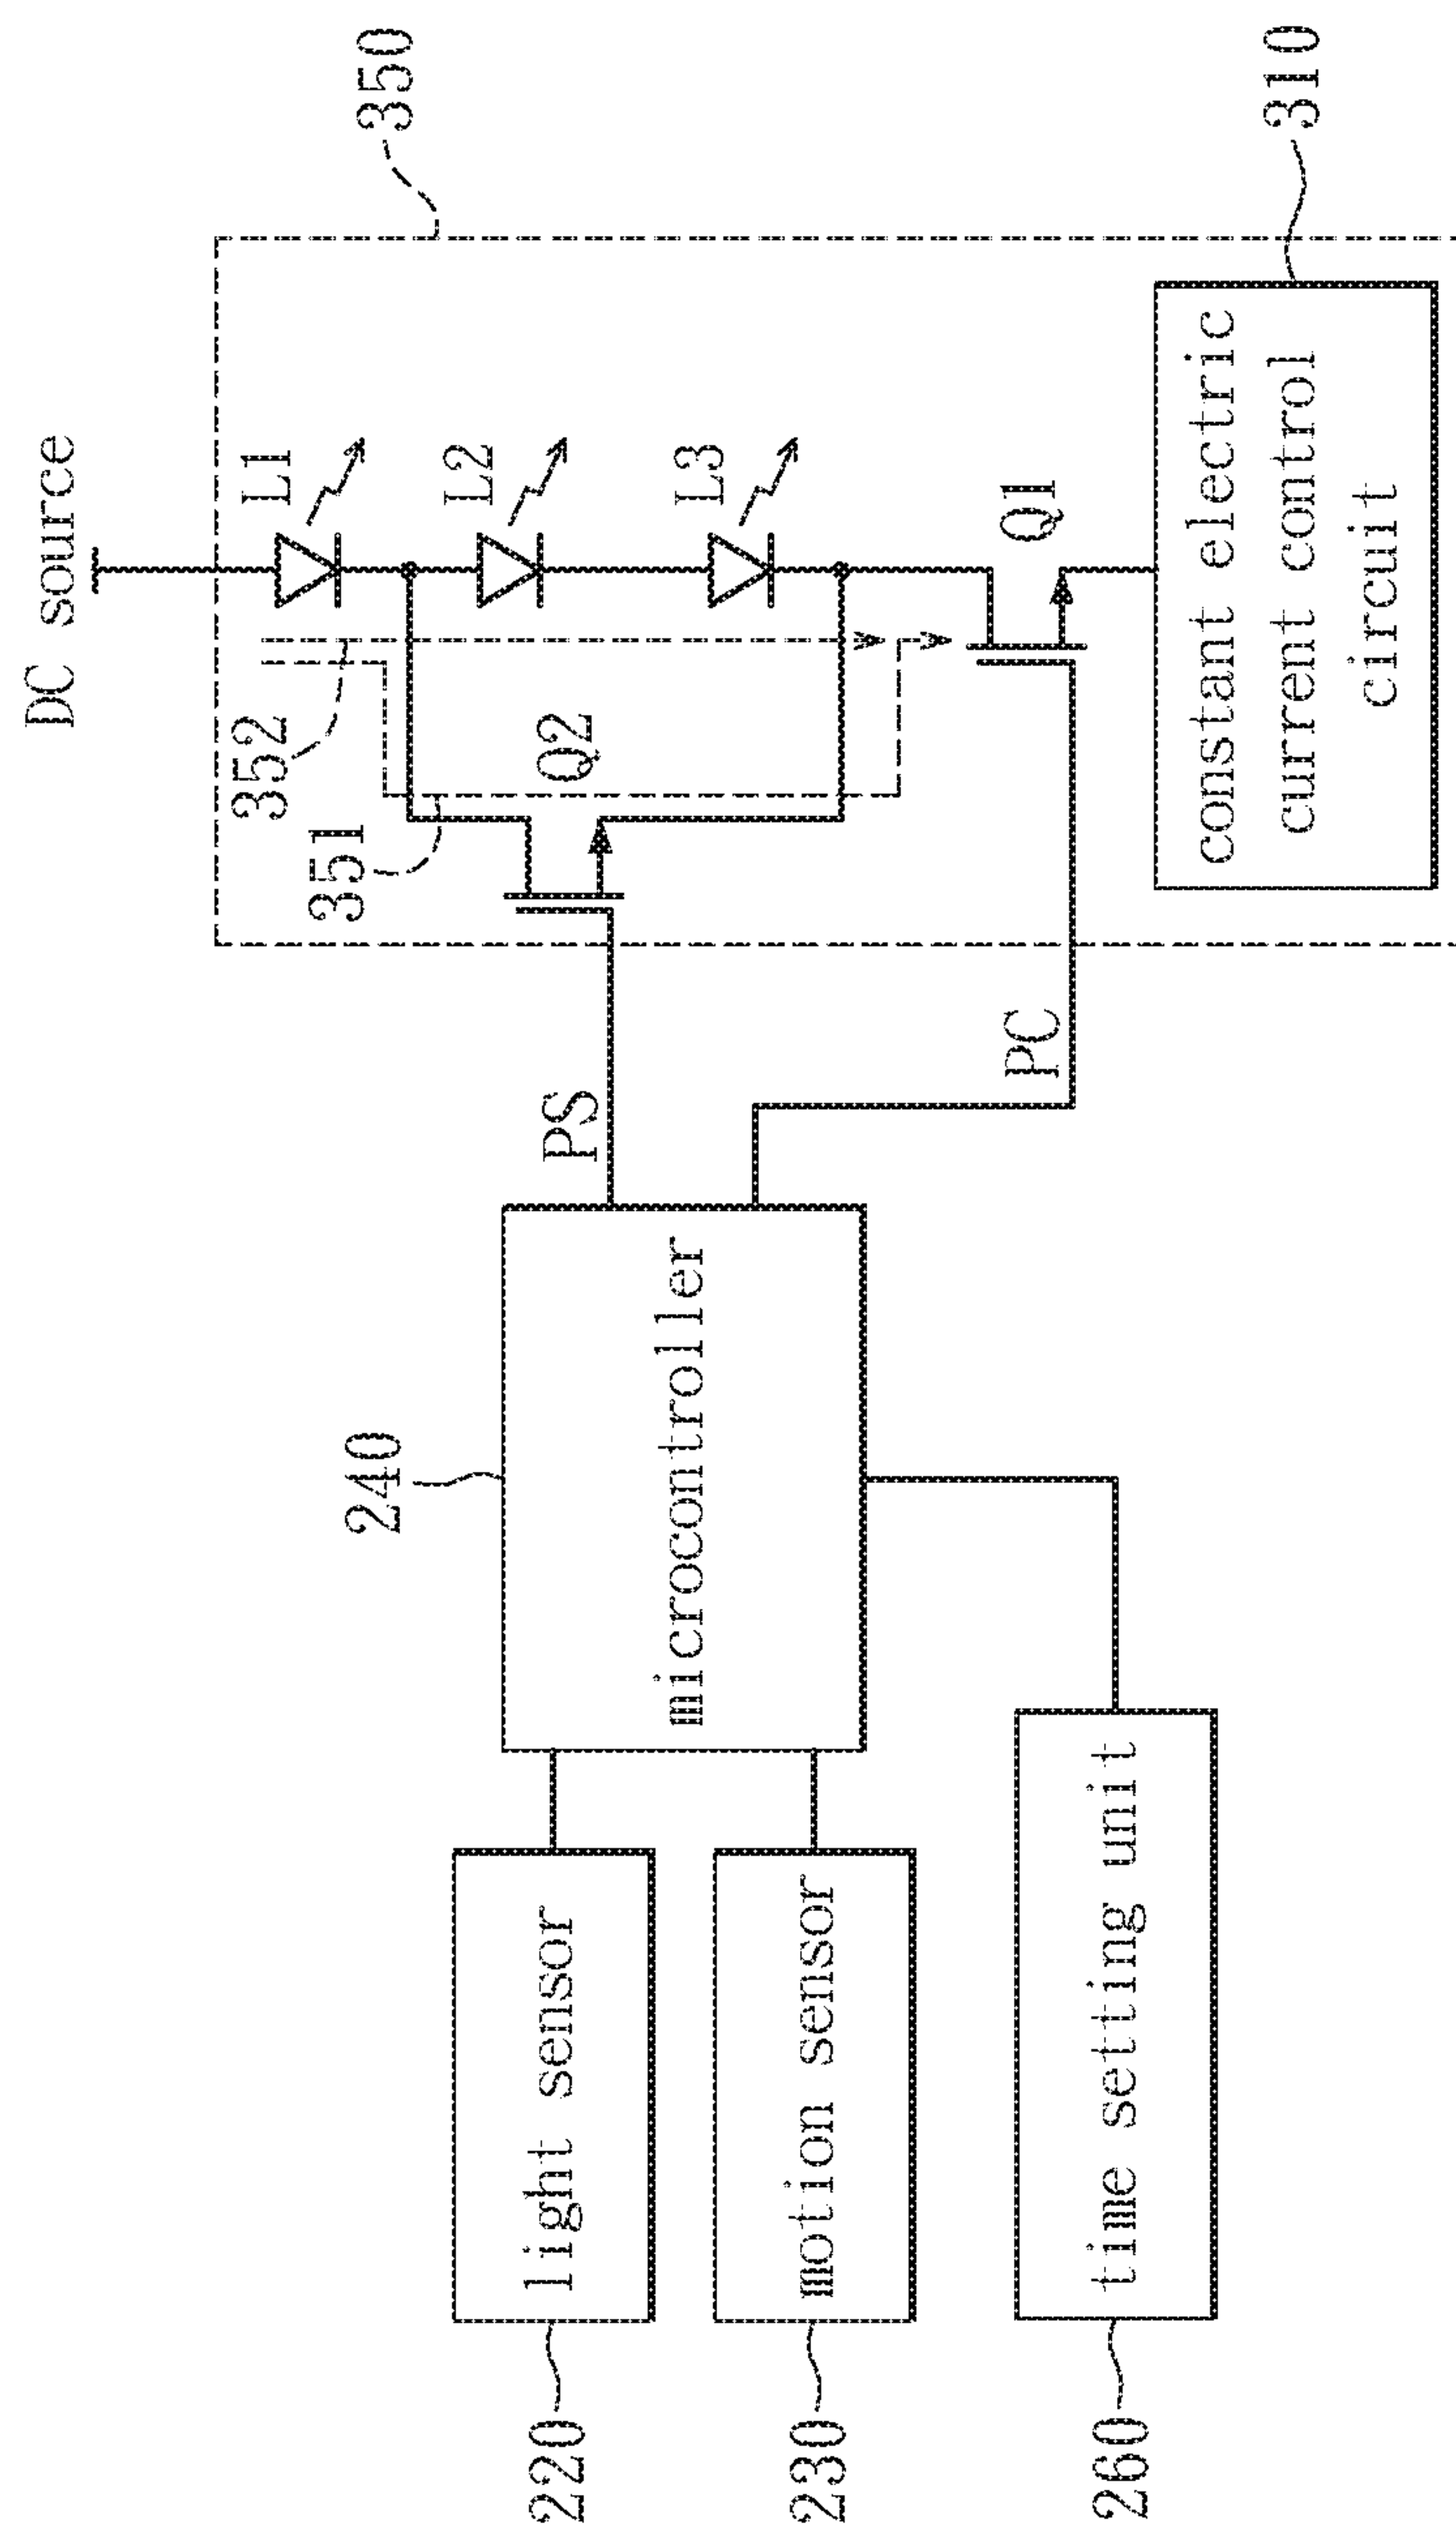 DC source
350
L1
352
L2
351
Q2
L3
Q1
PS
PC
constant electric
current control
circuit
310
240
microcontroller
220
light sensor
230
motion sensor
260
time setting unit